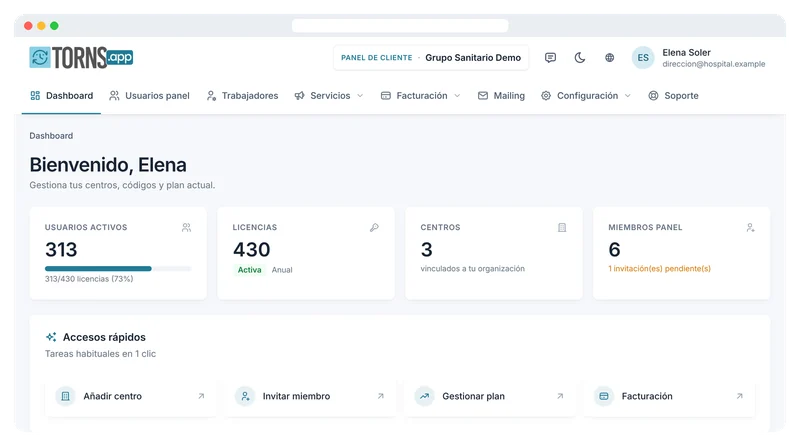 TORNS.app
PANEL DE CLIENTE · Grupo Sanitario Demo
ES
Elena Soler
direccion@hospital.example
Dashboard
Usuarios panel
Trabajadores
Servicios
Facturación
Mailing
Configuración
Soporte
Dashboard
Bienvenido, Elena
Gestiona tus centros, códigos y plan actual.
USUARIOS ACTIVOS
313
313/430 licencias (73%)
LICENCIAS
430
Activa Anual
CENTROS
3
vinculados a tu organización
MIEMBROS PANEL
6
1 invitación(es) pendiente(s)
Accesos rápidos
Tareas habituales en 1 clic
Añadir centro
Invitar miembro
Gestionar plan
Facturación